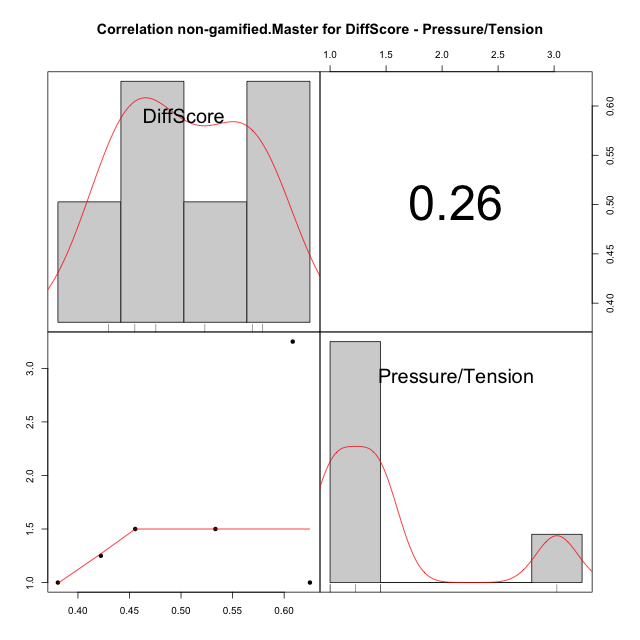 Correlation non-gamified.Master for DiffScore - Pressure/Tension
1.0 1.5 2.0 2.5 3.0
DiffScore
0.26
0.60
0.55
0.50
0.45
0.40
Pressure/Tension
3.0
2.5
2.0
1.5
1.0
0.40 0.45 0.50 0.55 0.60